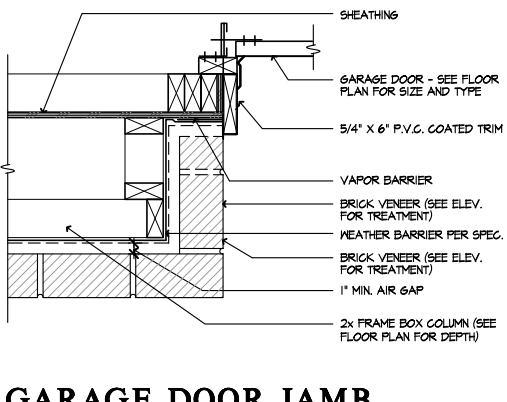 SHEATHING
GARAGE DOOR - SEE FLOOR
PLAN FOR SIZE AND TYPE
5/4" X 6" P.V.C. COATED TRIM
VAPOR BARRIER
BRICK VENEER (SEE ELEV.
FOR TREATMENT)
WEATHER BARRIER PER SPEC.
BRICK VENEER (SEE ELEV.
FOR TREATMENT)
1" MIN. AIR GAP
2x FRAME BOX COLUMN (SEE
FLOOR PLAN FOR DEPTH)
GARAGE DOOR JAMB